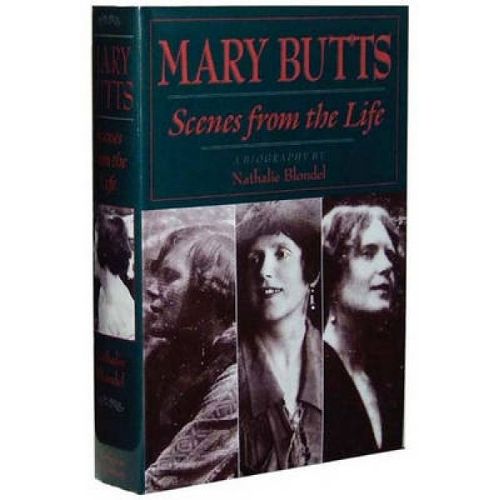 MARY BUTTS
Scenes from the Life
A BIOGRAPHY BY
Nathalie Blondel
MARY
BUTTS
Scenes
from the
Life
Nathalie
Blondel